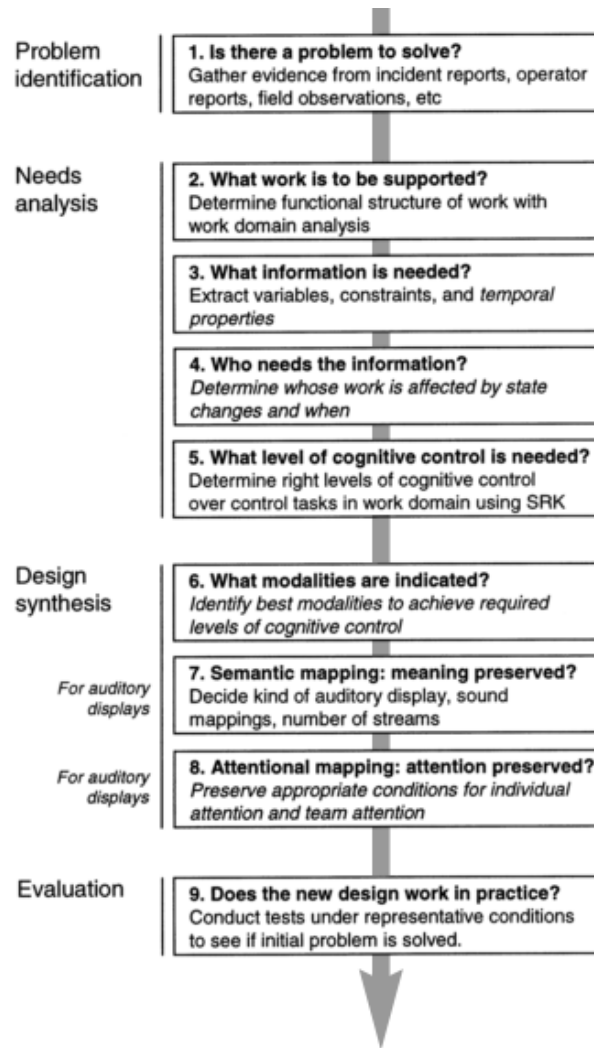 Problem
identification
1. Is there a problem to solve?
Gather evidence from incident reports, operator
reports, field observations, etc
Needs
analysis
2. What work is to be supported?
Determine functional structure of work with
work domain analysis
3. What information is needed?
Extract variables, constraints, and temporal
properties
4. Who needs the information?
Determine whose work is affected by state
changes and when
5. What level of cognitive control is needed?
Determine right levels of cognitive control
over control tasks in work domain using SRK
Design
synthesis
6. What modalities are indicated?
Identify best modalities to achieve required
levels of cognitive control
For auditory
displays
7. Semantic mapping: meaning preserved?
Decide kind of auditory display, sound
mappings, number of streams
For auditory
displays
8. Attentional mapping: attention preserved?
Preserve appropriate conditions for individual
attention and team attention
Evaluation
9. Does the new design work in practice?
Conduct tests under representative conditions
to see if initial problem is solved.